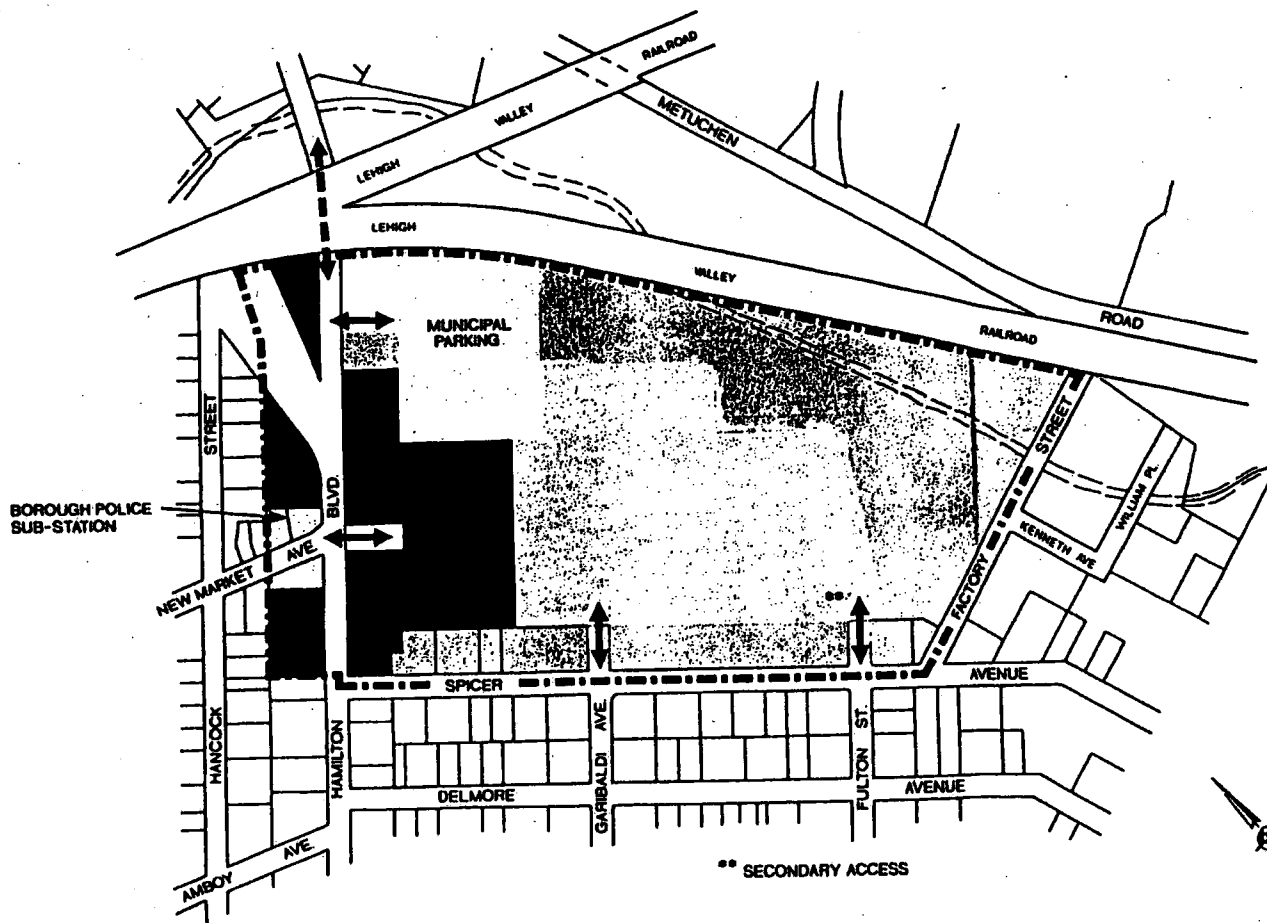 RAILROAD
VALLEY
LEHIGH
METUCHEN
ROAD
LEHIGH
VALLEY
RAILROAD
MUNICIPAL
PARKING
STREET
BLVD.
BOROUGH POLICE
SUB-STATION
NEW MARKET AVE.
FACTORY STREET
WILLIAM PL.
KENNETH AVE
**
SPICER
AVENUE
HANCOCK
HAMILTON
GARIBALDI AVE.
FULTON ST.
DELMORE
AVENUE
AMBOY AVE.
** SECONDARY ACCESS